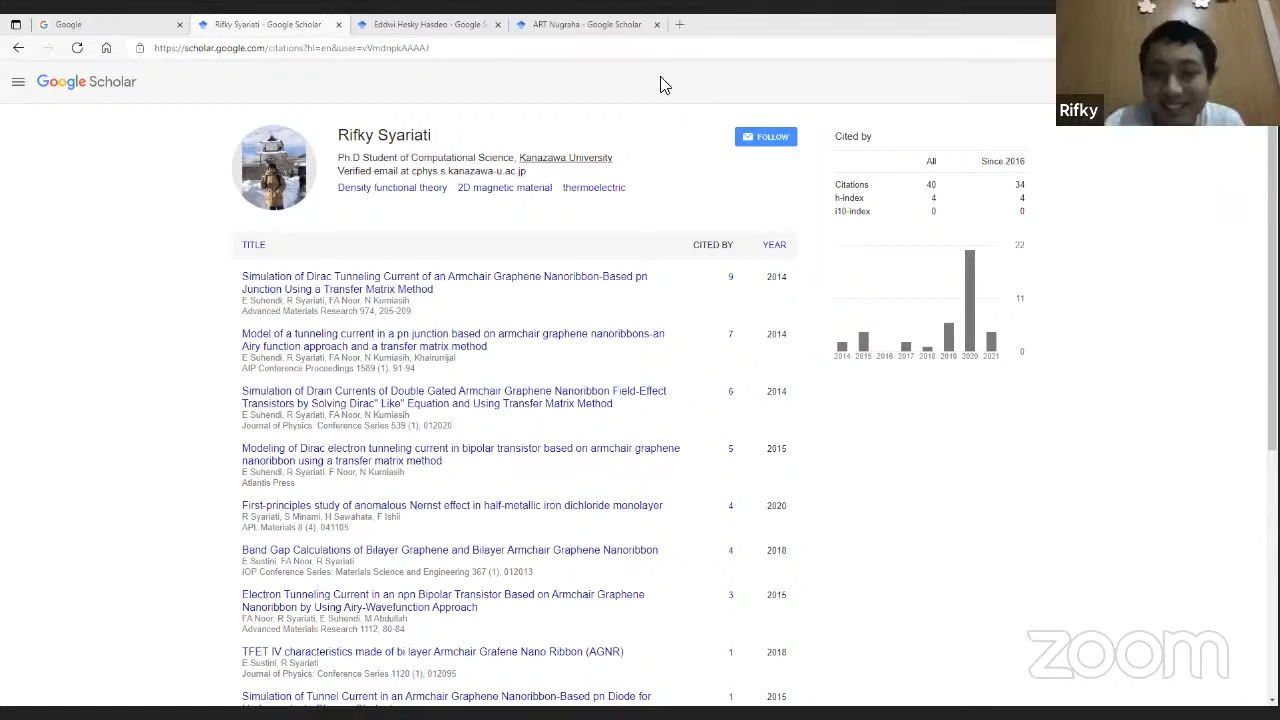 Google
Rifky Syariati - Google Scholar
Eddwi Hesky Hasdeo - Google S
ART Nugraha - Google Scholar
https://scholar.google.com/citations?hl=en&user=vVmdnpkAAAAJ
Google Scholar
Rifky
Rifky Syariati
FOLLOW
Ph.D Student of Computational Science, Kanazawa University
Verified email at cphys.s.kanazawa-u.ac.jp
Density functional theory 2D magnetic material thermoelectric
Cited by
All Since 2016
Citations 40 34
h-index 4 4
i10-index 0 0
22
11
0
2014 2015 2016 2017 2018 2019 2020 2021
TITLE CITED BY YEAR
Simulation of Dirac Tunneling Current of an Armchair Graphene Nanoribbon-Based pn 9 2014
Junction Using a Transfer Matrix Method
E Suhendi, R Syariati, FA Noor, N Kurniasih
Advanced Materials Research 974, 205-209
Model of a tunneling current in a pn junction based on armchair graphene nanoribbons-an 7 2014
Airy function approach and a transfer matrix method
E Suhendi, R Syariati, FA Noor, N Kurniasih, Khairurrijal
AIP Conference Proceedings 1589 (1), 91-94
Simulation of Drain Currents of Double Gated Armchair Graphene Nanoribbon Field-Effect 6 2014
Transistors by Solving Dirac" Like" Equation and Using Transfer Matrix Method
E Suhendi, R Syariati, FA Noor, N Kurniasih
Journal of Physics: Conference Series 539 (1), 012020
Modeling of Dirac electron tunneling current in bipolar transistor based on armchair graphene 5 2015
nanoribbon using a transfer matrix method
E Suhendi, R Syariati, F Noor, N Kurniasih
Atlantis Press
First-principles study of anomalous Nernst effect in half-metallic iron dichloride monolayer 4 2020
R Syariati, S Minami, H Sawahata, F Ishii
APL Materials 8 (4), 041105
Band Gap Calculations of Bilayer Graphene and Bilayer Armchair Graphene Nanoribbon 4 2018
E Sustini, FA Noor, R Syariati
IOP Conference Series: Materials Science and Engineering 367 (1), 012013
Electron Tunneling Current in an npn Bipolar Transistor Based on Armchair Graphene 3 2015
Nanoribbon by Using Airy-Wavefunction Approach
FA Noor, R Syariati, E Suhendi, M Abdullah
Advanced Materials Research 1112, 80-84
TFET IV characteristics made of bi layer Armchair Grafene Nano Ribbon (AGNR) 1 2018
E Sustini, R Syariati
Journal of Physics: Conference Series 1120 (1), 012095
Simulation of Tunnel Current in an Armchair Graphene Nanoribbon-Based pn Diode for 1 2015
zoom